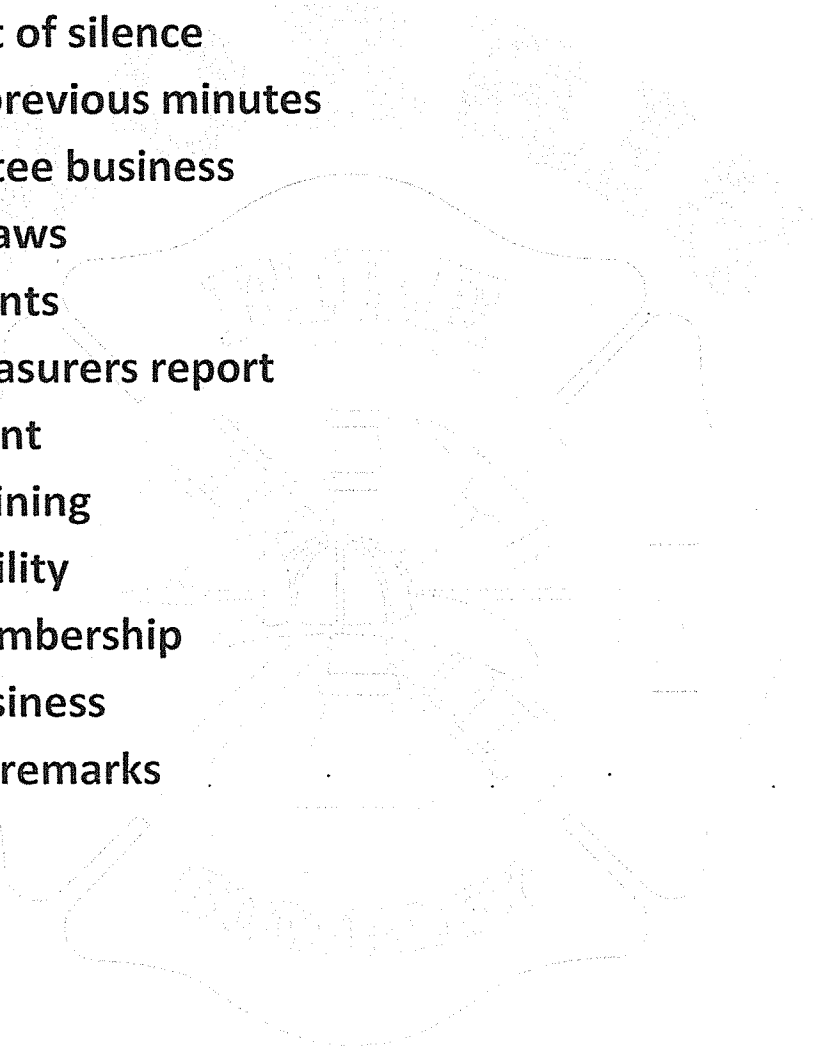 t of silence
previous minutes
tee business
aws
nts
asurers report
nt
ining
ility
mbership
siness
remarks